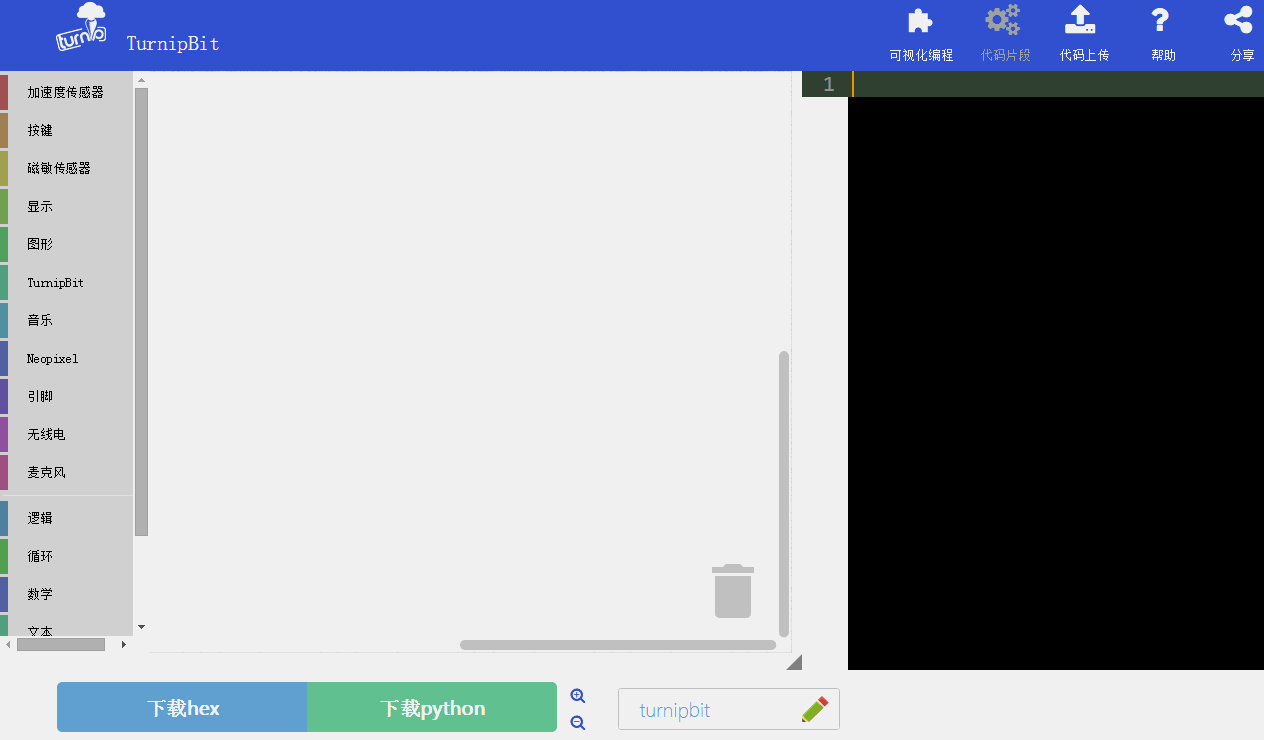 turnip
TurnipBit
可视化编程
代码片段
代码上传
帮助
分享
加速度传感器
按键
磁敏传感器
显示
图形
TurnipBit
音乐
Neopixel
引脚
无线电
麦克风
逻辑
循环
数学
文本
1
下载hex
下载python
turnipbit